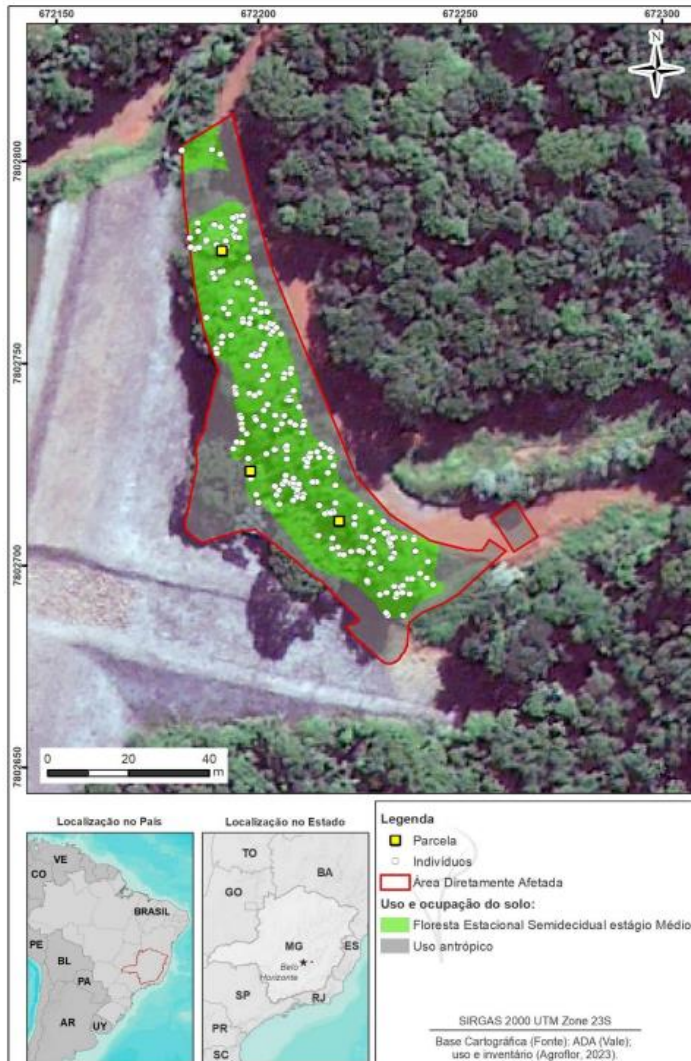 672150 672200 672250 672300
N
7802800
7802750
7802700
7802650
0 20 40
m
Localização no País
VE
CO
BRASIL
PE
BL
PA
AR
UY
Localização no Estado
TO
BA
GO
MG
ES
Belo
Horizonte
SP
RJ
PR
SC
Legenda
Parcela
Indivíduos
Área Diretamente Afetada
Uso e ocupação do solo:
Floresta Estacional Semidecidual estágio Médio
Uso antrópico
SIRGAS 2000 UTM Zone 23S
Base Cartográfica (Fonte): ADA (Vale);
uso e inventário (Agroflor, 2023).